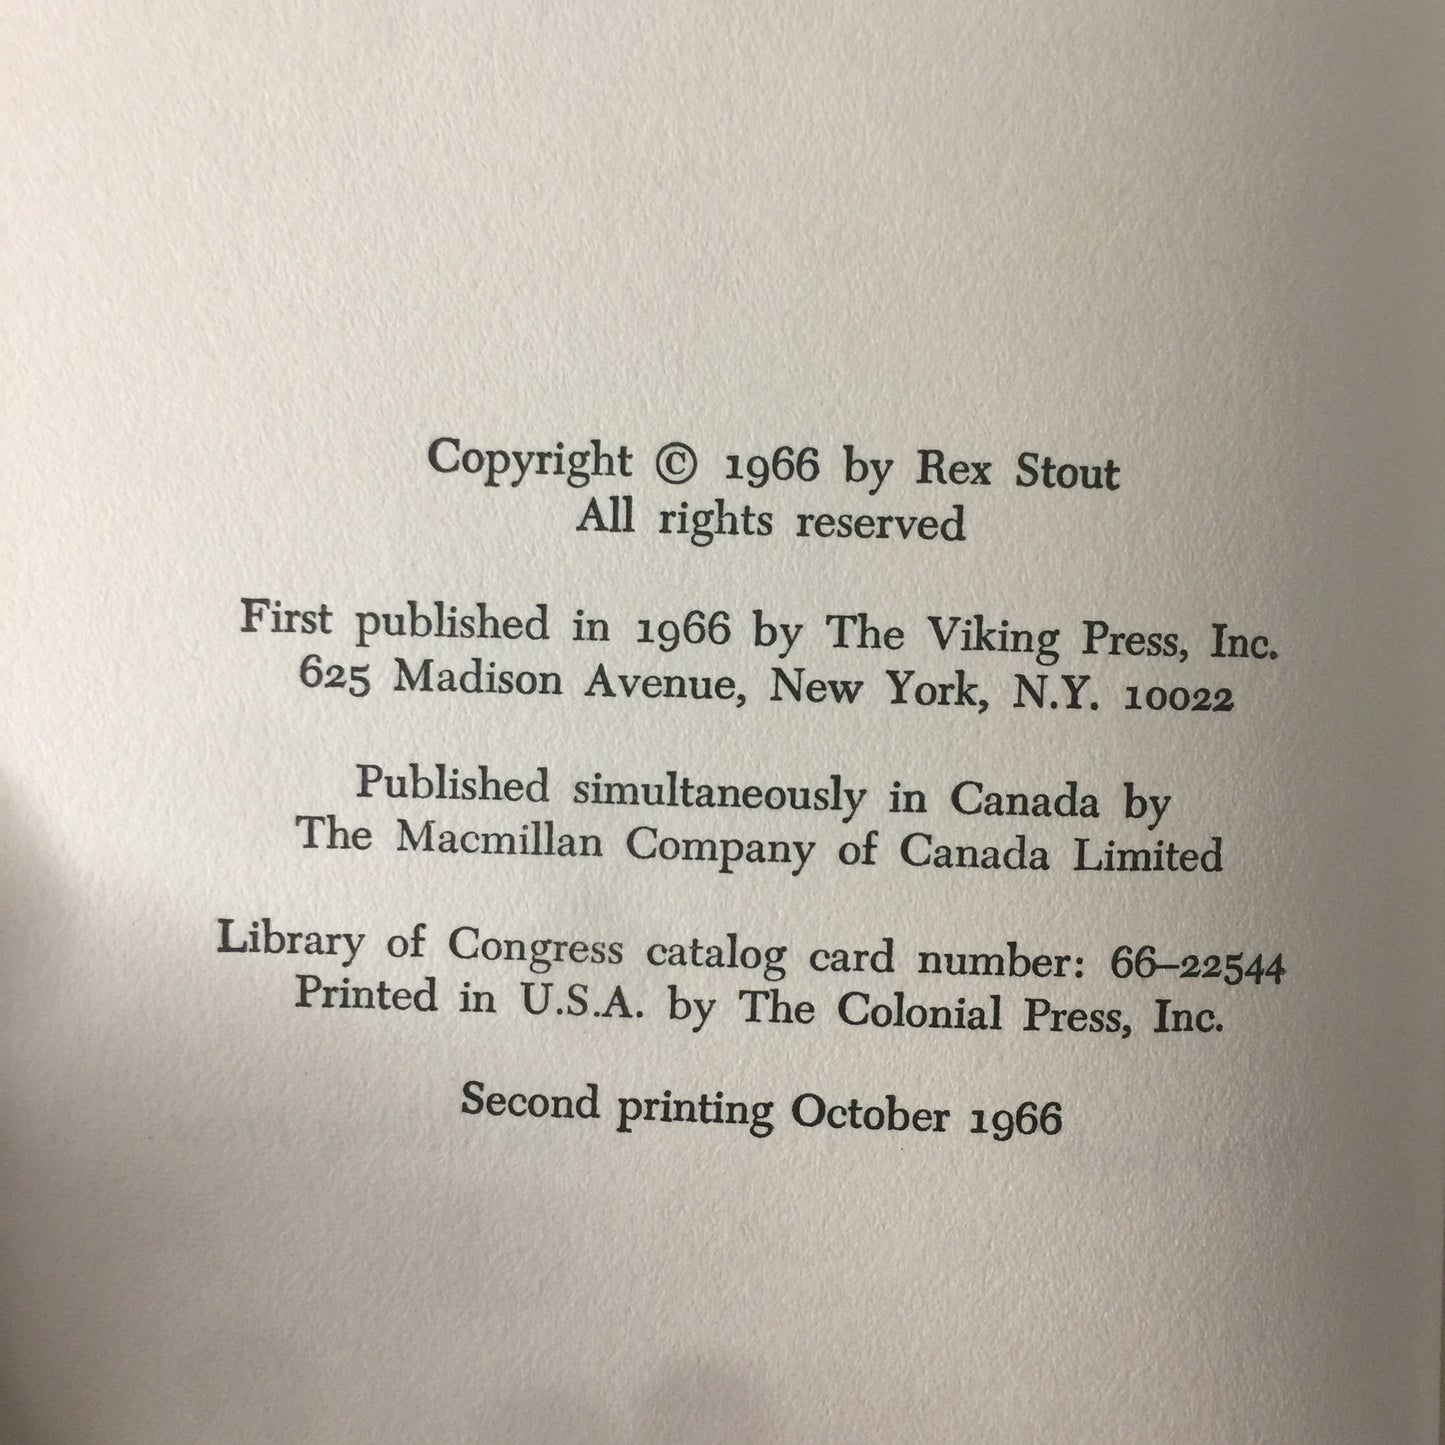 Copyright © 1966 by Rex Stout
All rights reserved
First published in 1966 by The Viking Press, Inc.
625 Madison Avenue, New York, N.Y. 10022
Published simultaneously in Canada by
The Macmillan Company of Canada Limited
Library of Congress catalog card number: 66–22544
Printed in U.S.A. by The Colonial Press, Inc.
Second printing October 1966